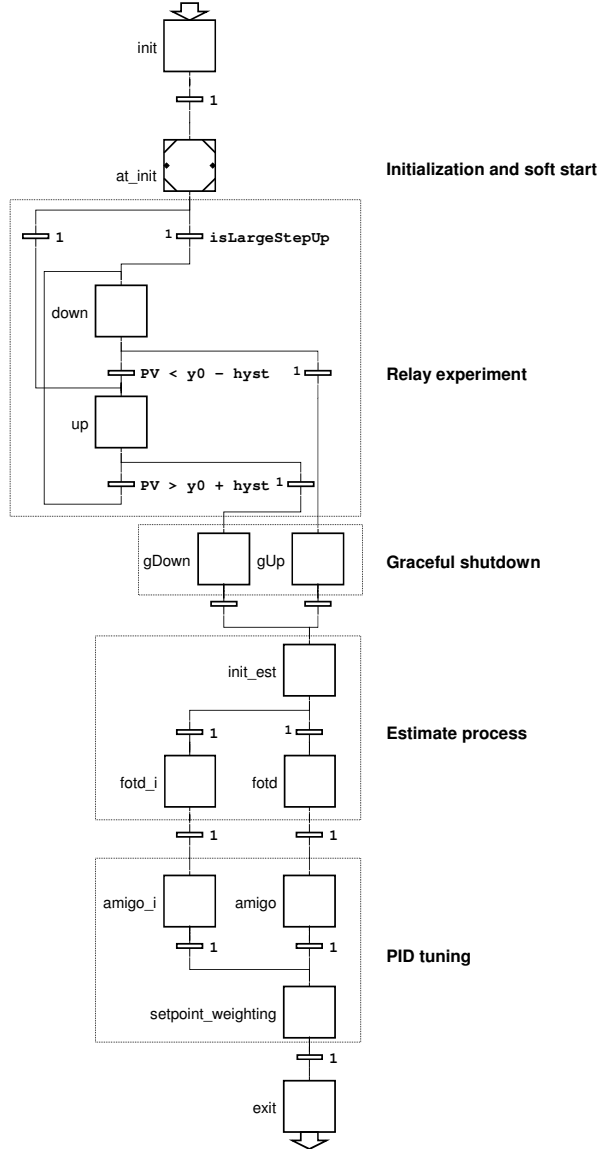 init
1
at_init
Initialization and soft start
1
1 isLargeStepUp
down
PV < y0 – hyst
1
Relay experiment
up
PV > y0 + hyst
1
gDown
gUp
Graceful shutdown
init_est
1
1
Estimate process
fotd_i
fotd
1
1
amigo_i
amigo
1
1
PID tuning
setpoint_weighting
1
exit